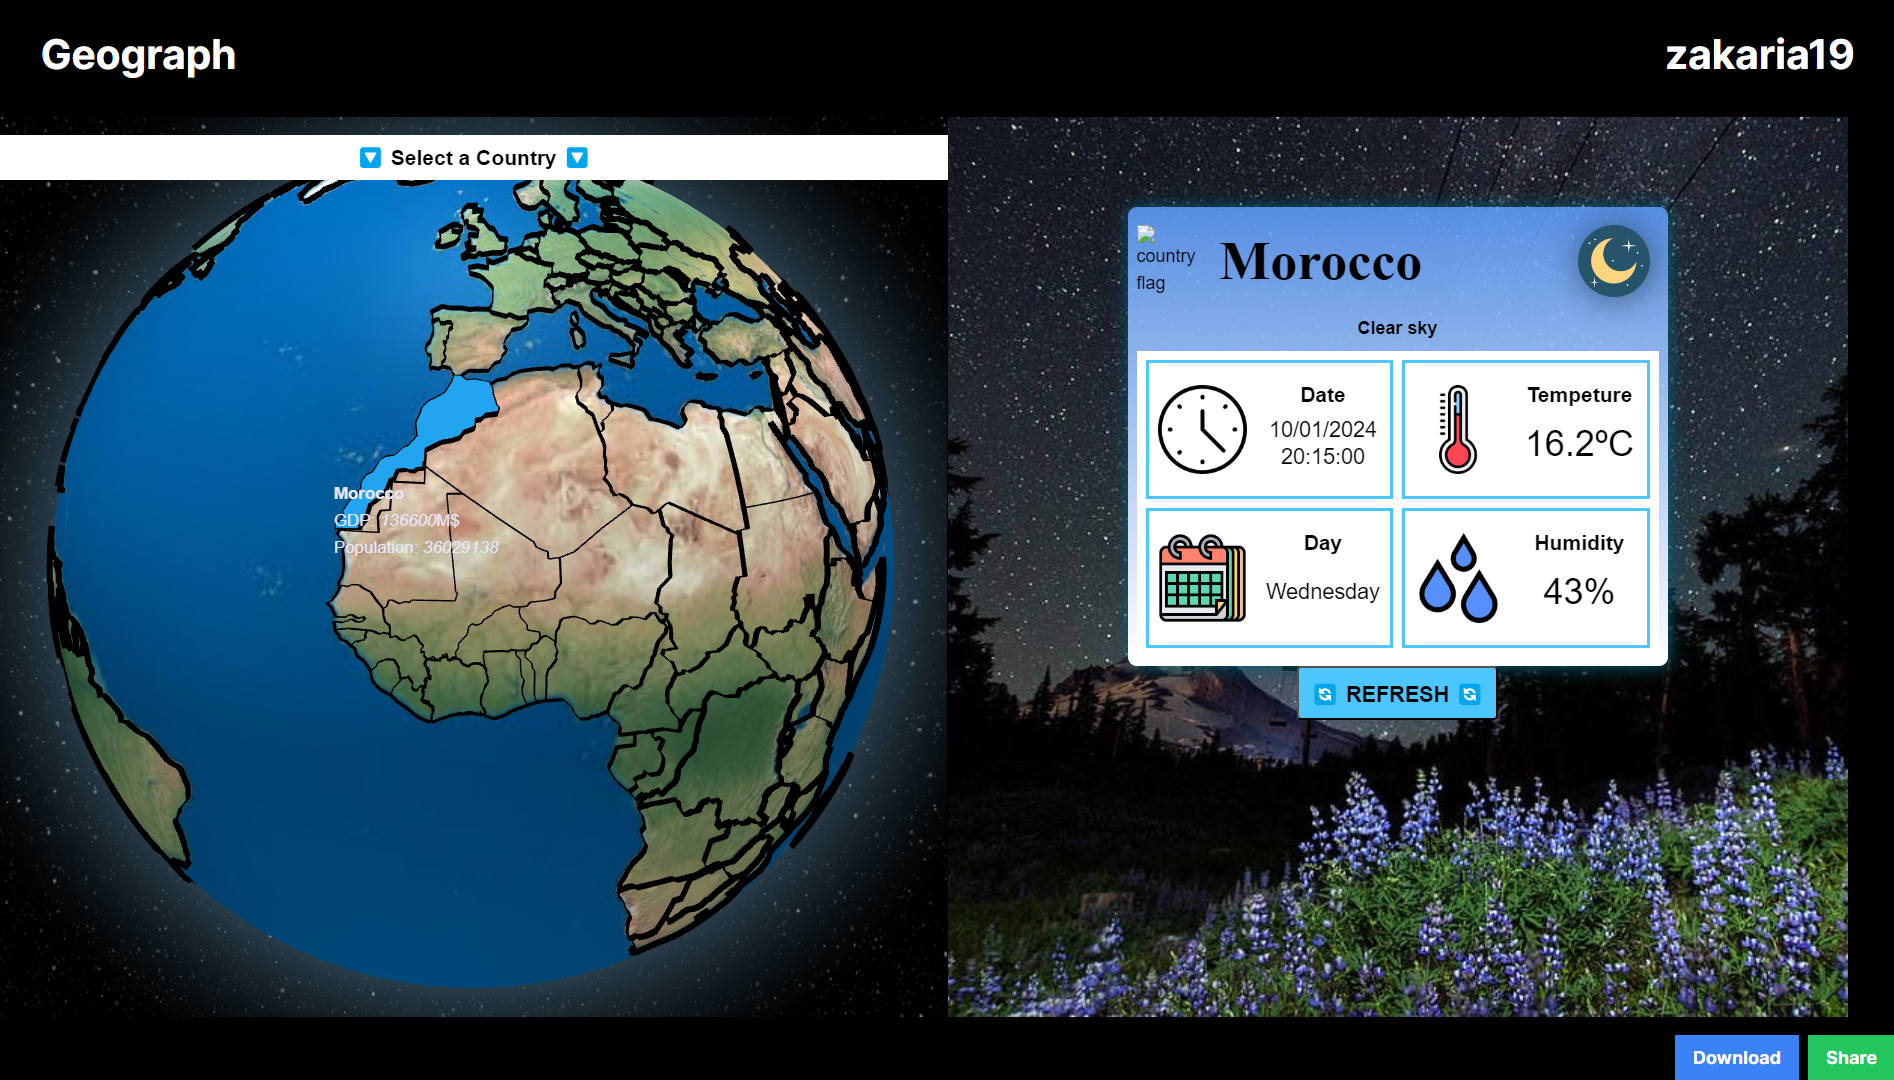 Geograph
zakaria19
Select a Country
Morocco
GDP: 136600M$
Population: 36029138
country
flag
Morocco
Clear sky
Date
10/01/2024
20:15:00
Tempeture
16.2ºC
Day
Wednesday
Humidity
43%
REFRESH
Download
Share